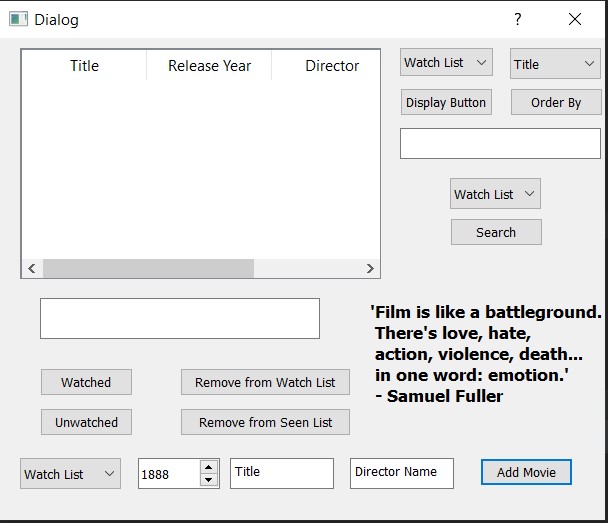 Dialog
?
Title Release Year Director
Watch List Title
Display Button Order By
Watch List
Search
'Film is like a battleground.
There's love, hate,
action, violence, death...
in one word: emotion.'
- Samuel Fuller
Watched Remove from Watch List
Unwatched Remove from Seen List
Watch List 1888 Title Director Name Add Movie